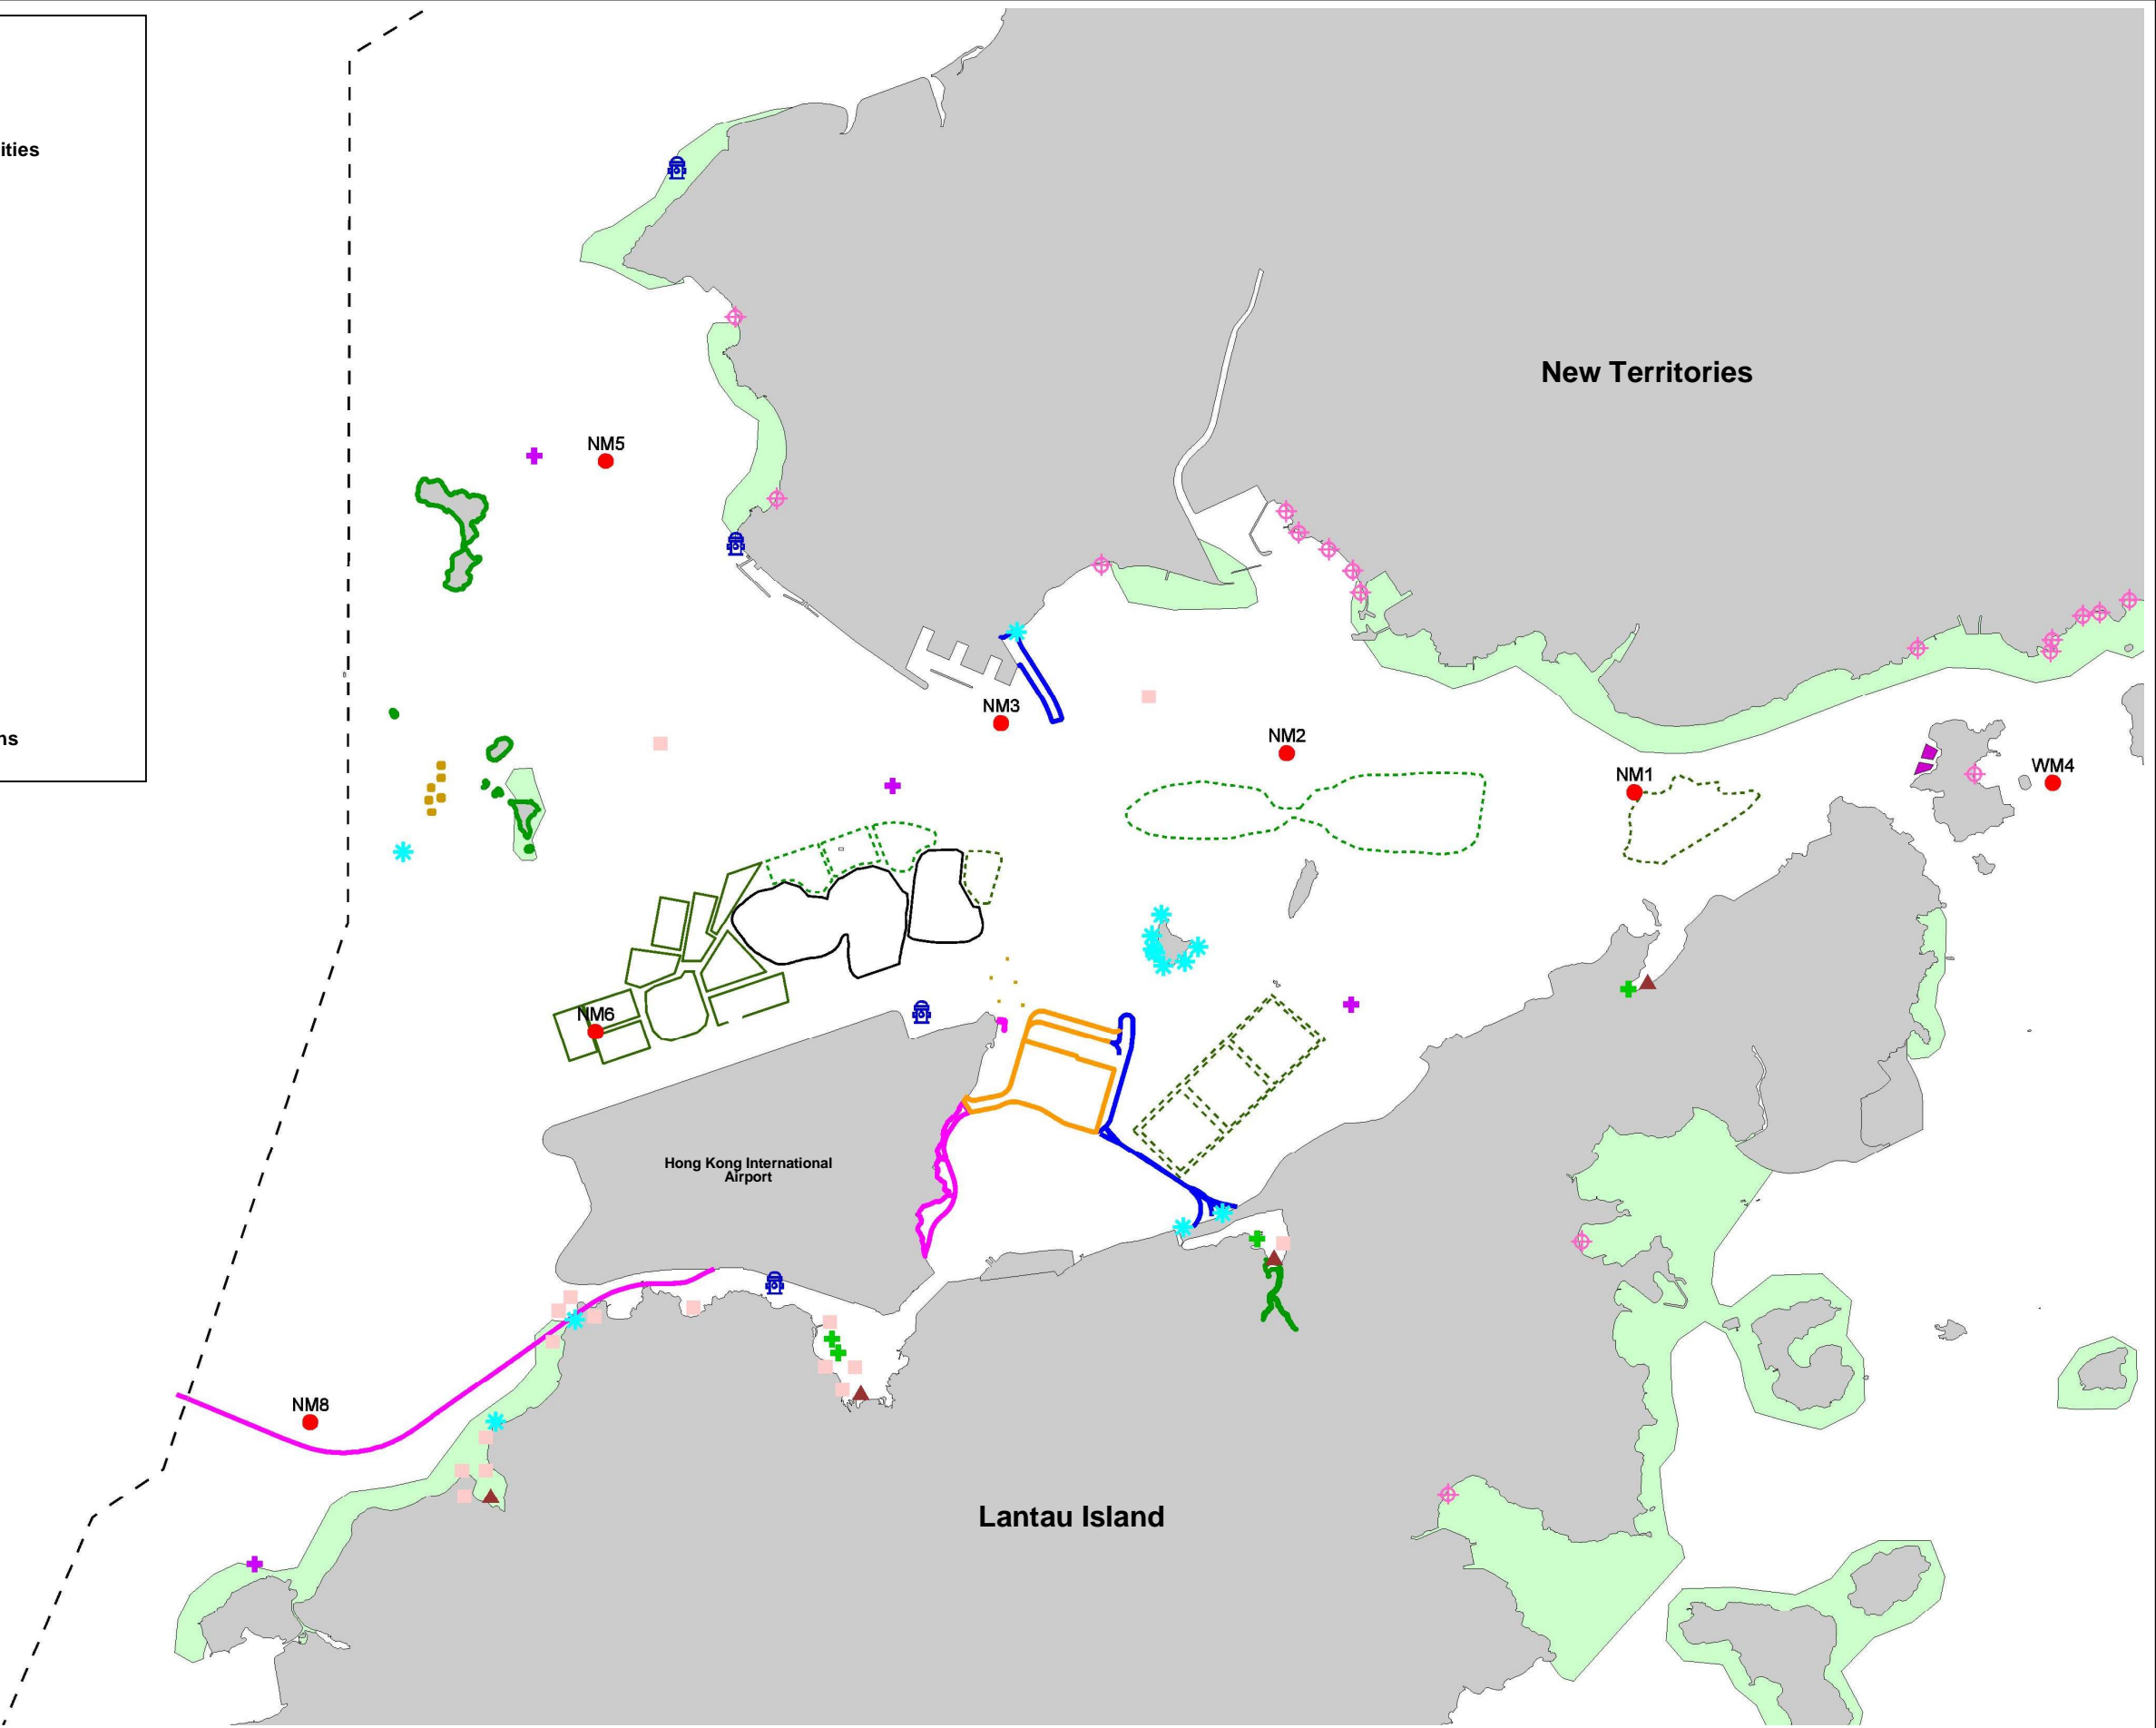 ities
ns
New Territories
NM5
NM3
NM2
NM1
WM4
NM6
Hong Kong International
Airport
NM8
Lantau Island